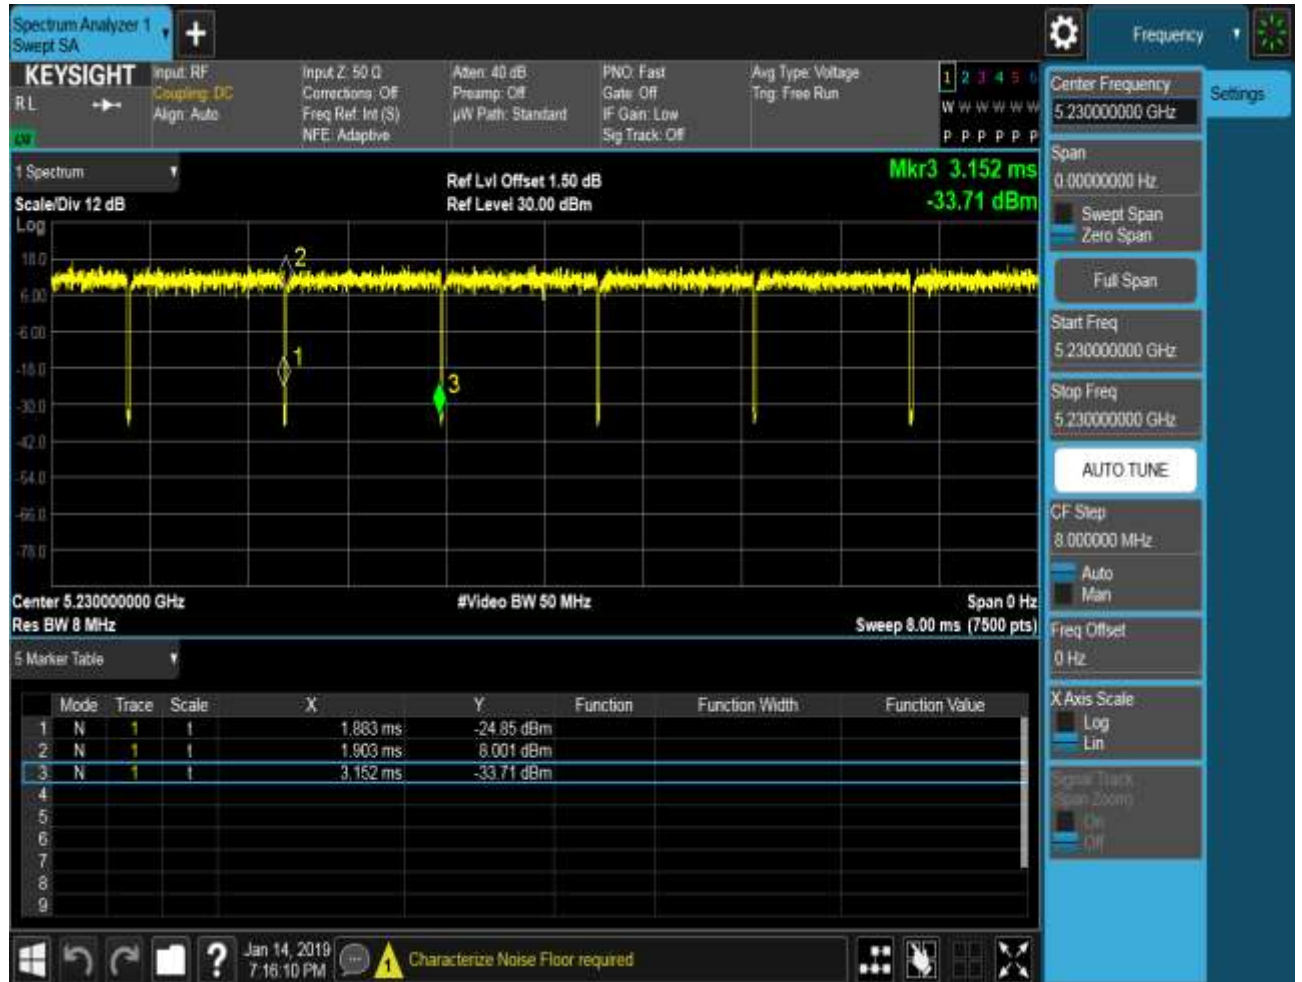 Spectrum Analyzer 1
Swept SA
+
Frequency
KEYSIGHT
R L
Input: RF
Coupling: DC
Align: Auto
Input Z: 50 Ω
Corrections: Off
Freq Ref: Int (S)
NFE: Adaptive
Atten: 40 dB
Preamp: Off
µW Path: Standard
PNO: Fast
Gate: Off
IF Gain: Low
Sig Track: Off
Avg Type: Voltage
Trig: Free Run
1 2 3 4 5 6
W W W W W W
P P P P P P
1 Spectrum
Scale/Div 12 dB
Log
Ref Lvl Offset 1.50 dB
Ref Level 30.00 dBm
Mkr3 3.152 ms
-33.71 dBm
18.0
6.00
-6.00
-18.0
-30.0
-42.0
-54.0
-66.0
-78.0
2
1
3
Center 5.230000000 GHz
#Video BW 50 MHz
Span 0 Hz
Res BW 8 MHz
Sweep 8.00 ms (7500 pts)
5 Marker Table
Mode Trace Scale X Y Function Function Width Function Value
1 N 1 t 1.883 ms -24.85 dBm
2 N 1 t 1.903 ms 8.001 dBm
3 N 1 t 3.152 ms -33.71 dBm
4
5
6
7
8
9
?
Jan 14, 2019
7:16:10 PM
Characterize Noise Floor required
Center Frequency
5.230000000 GHz
Settings
Span
0.00000000 Hz
Swept Span
Zero Span
Full Span
Start Freq
5.230000000 GHz
Stop Freq
5.230000000 GHz
AUTO TUNE
CF Step
8.000000 MHz
Auto
Man
Freq Offset
0 Hz
X Axis Scale
Log
Lin
Signal Track
(Span Zoom)
On
Off